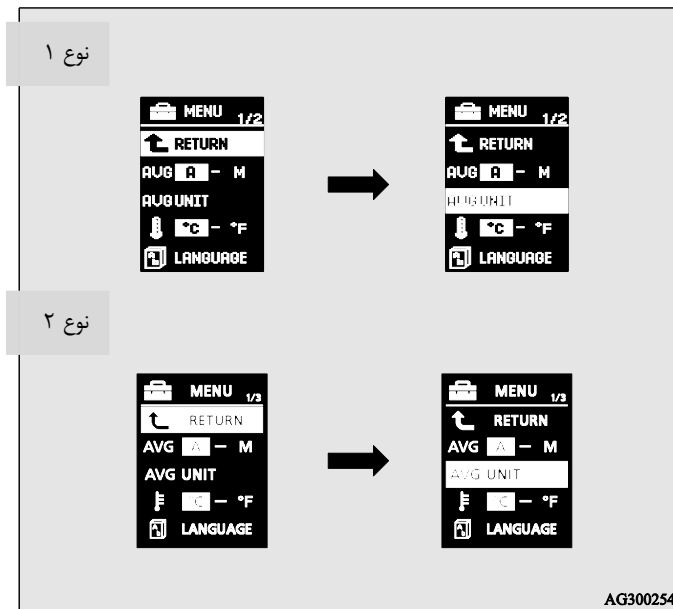 نوع ۱
MENU 1/2
RETURN
AVG A - M
AVG UNIT
°C - °F
LANGUAGE
MENU 1/2
RETURN
AVG A - M
AVG UNIT
°C - °F
LANGUAGE
نوع ۲
MENU 1/3
RETURN
AVG A - M
AVG UNIT
°C - °F
LANGUAGE
MENU 1/3
RETURN
AVG A - M
AVG UNIT
°C - °F
LANGUAGE
AG300254